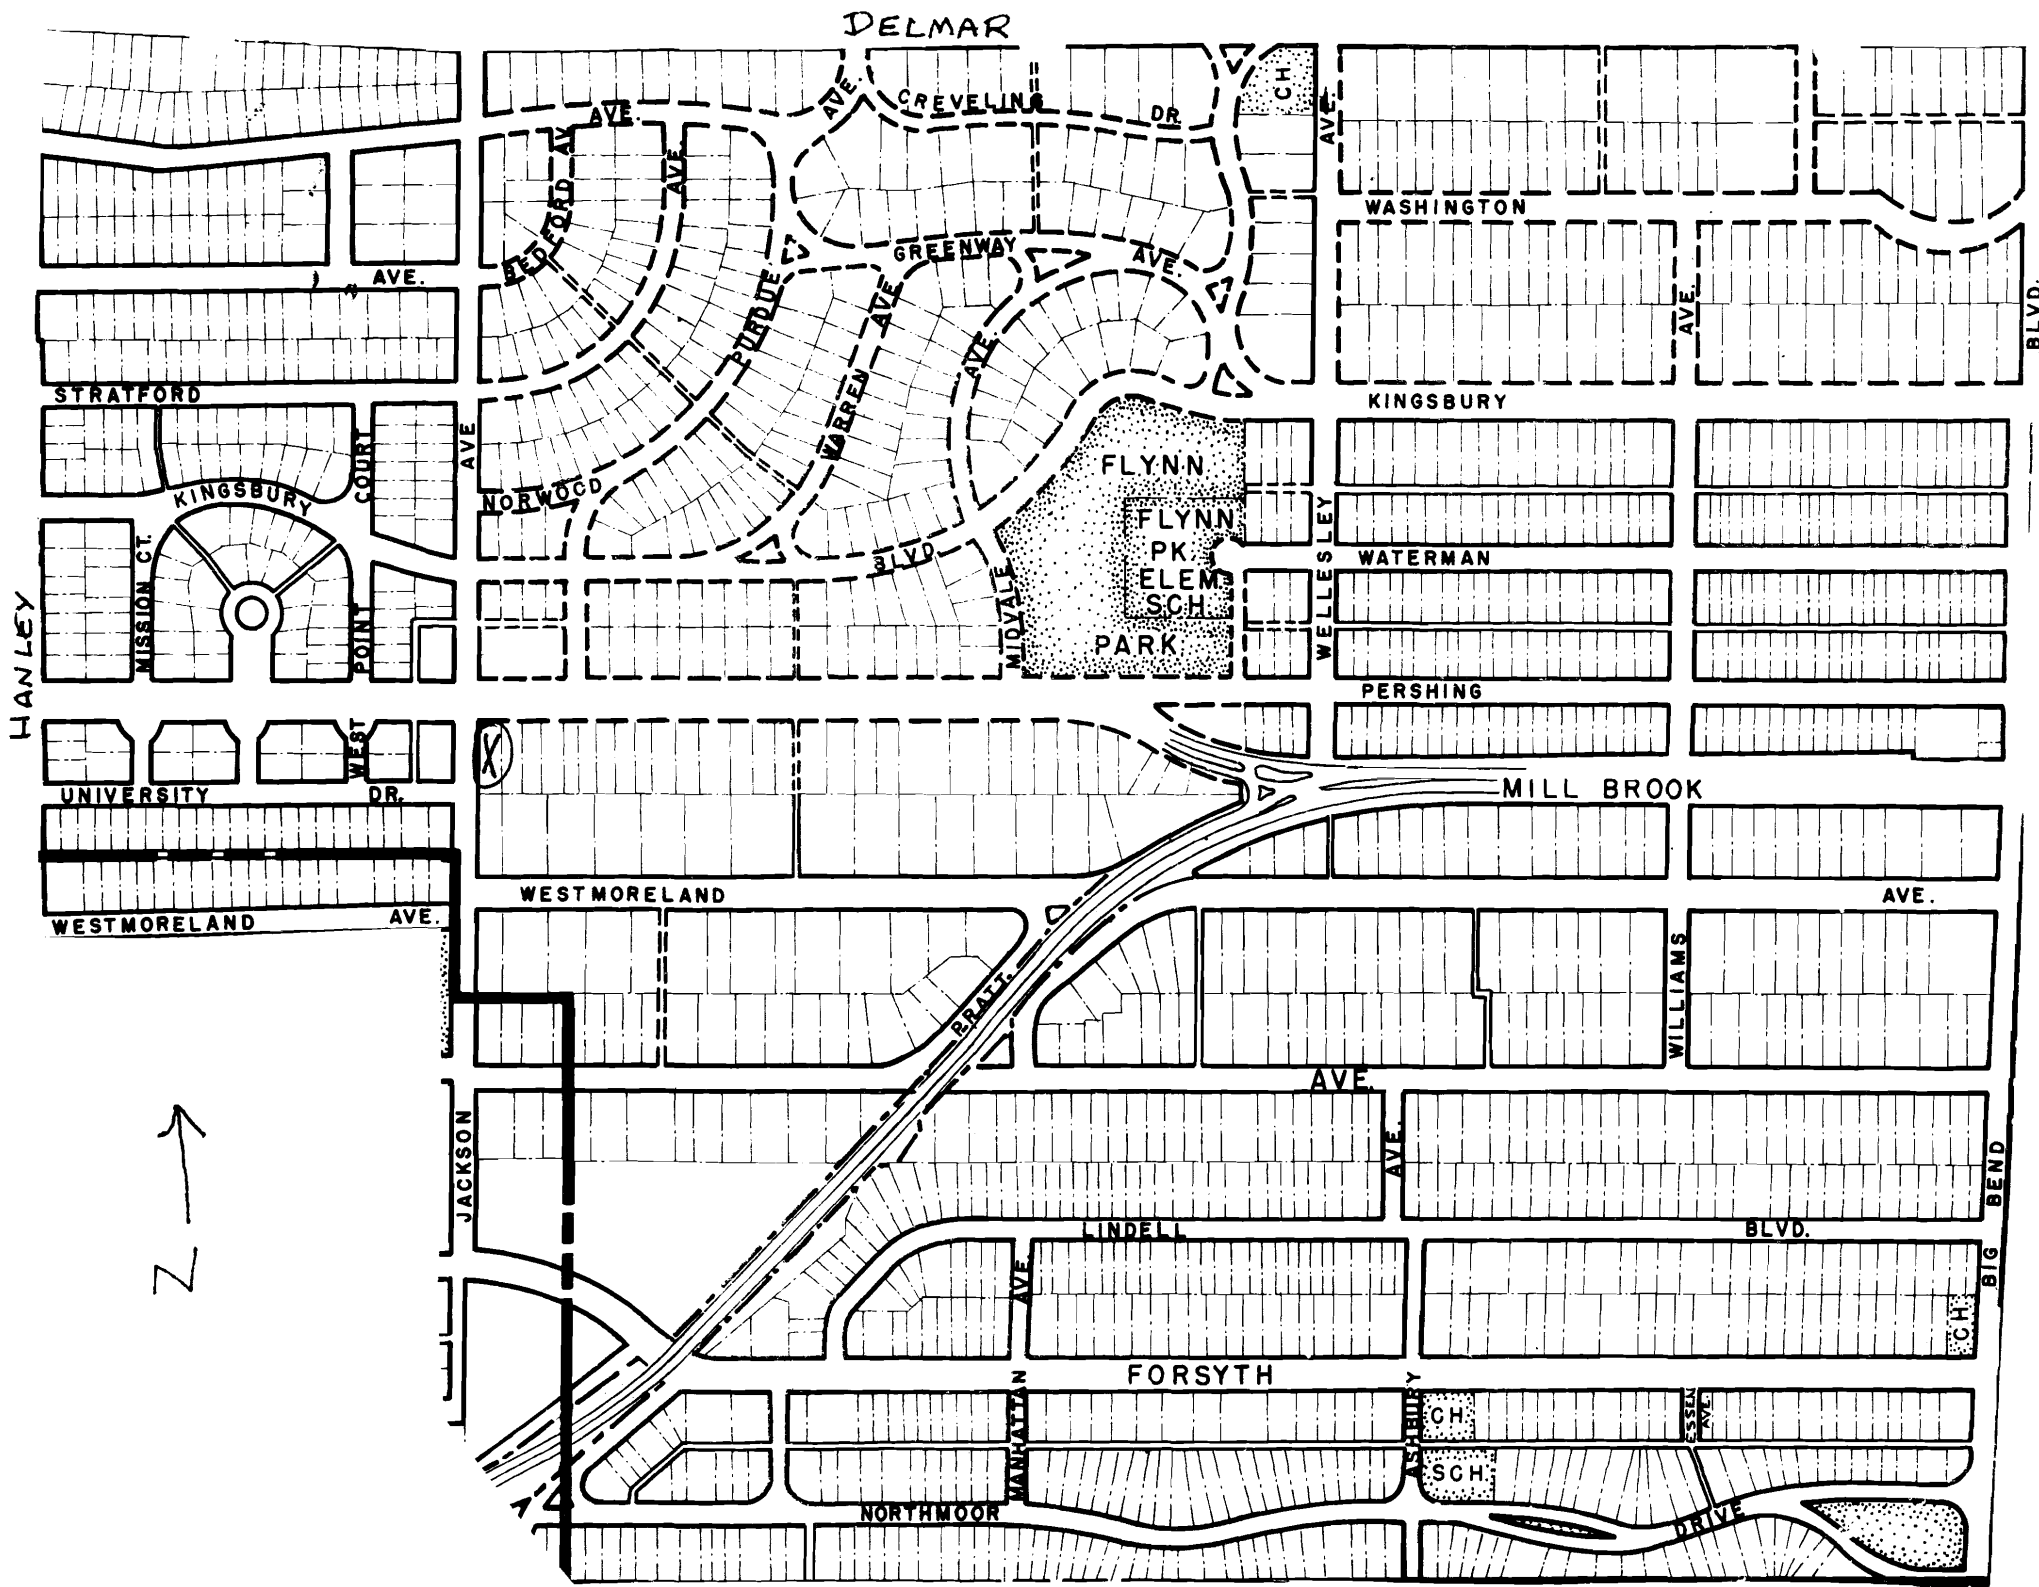 DELMAR
AVE.
CREVELING
DR.
CH
AVE.
AVE.
BEDFORD AV
AVE.
WASHINGTON
GREENWAY
AVE.
AVE.
PURDUE
AVE.
AVE.
AVE.
BLVD.
STRATFORD
KINGSBURY
WARREN
COURT
AVE
FLYNN
KINGSBURY
NORWOOD
FLYNN
PK.
ELEM
SCH.
PARK
WELLESLEY
WATERMAN
MISSION CT.
BLVD
MIDVALE
HANLEY
POINT
WEST
PERSHING
X
UNIVERSITY
DR.
MILL BROOK
WESTMORELAND
AVE.
WESTMORELAND
AVE.
WILLIAMS
PRATT.
AVE.
N
JACKSON
AVE.
BEND
BIG
LINDELL
BLVD.
AVE.
CH
FORSYTH
MANHATTAN
ASHBURY
CH
ESSEN
AVE.
SCH
NORTHMOOR
DRIVE